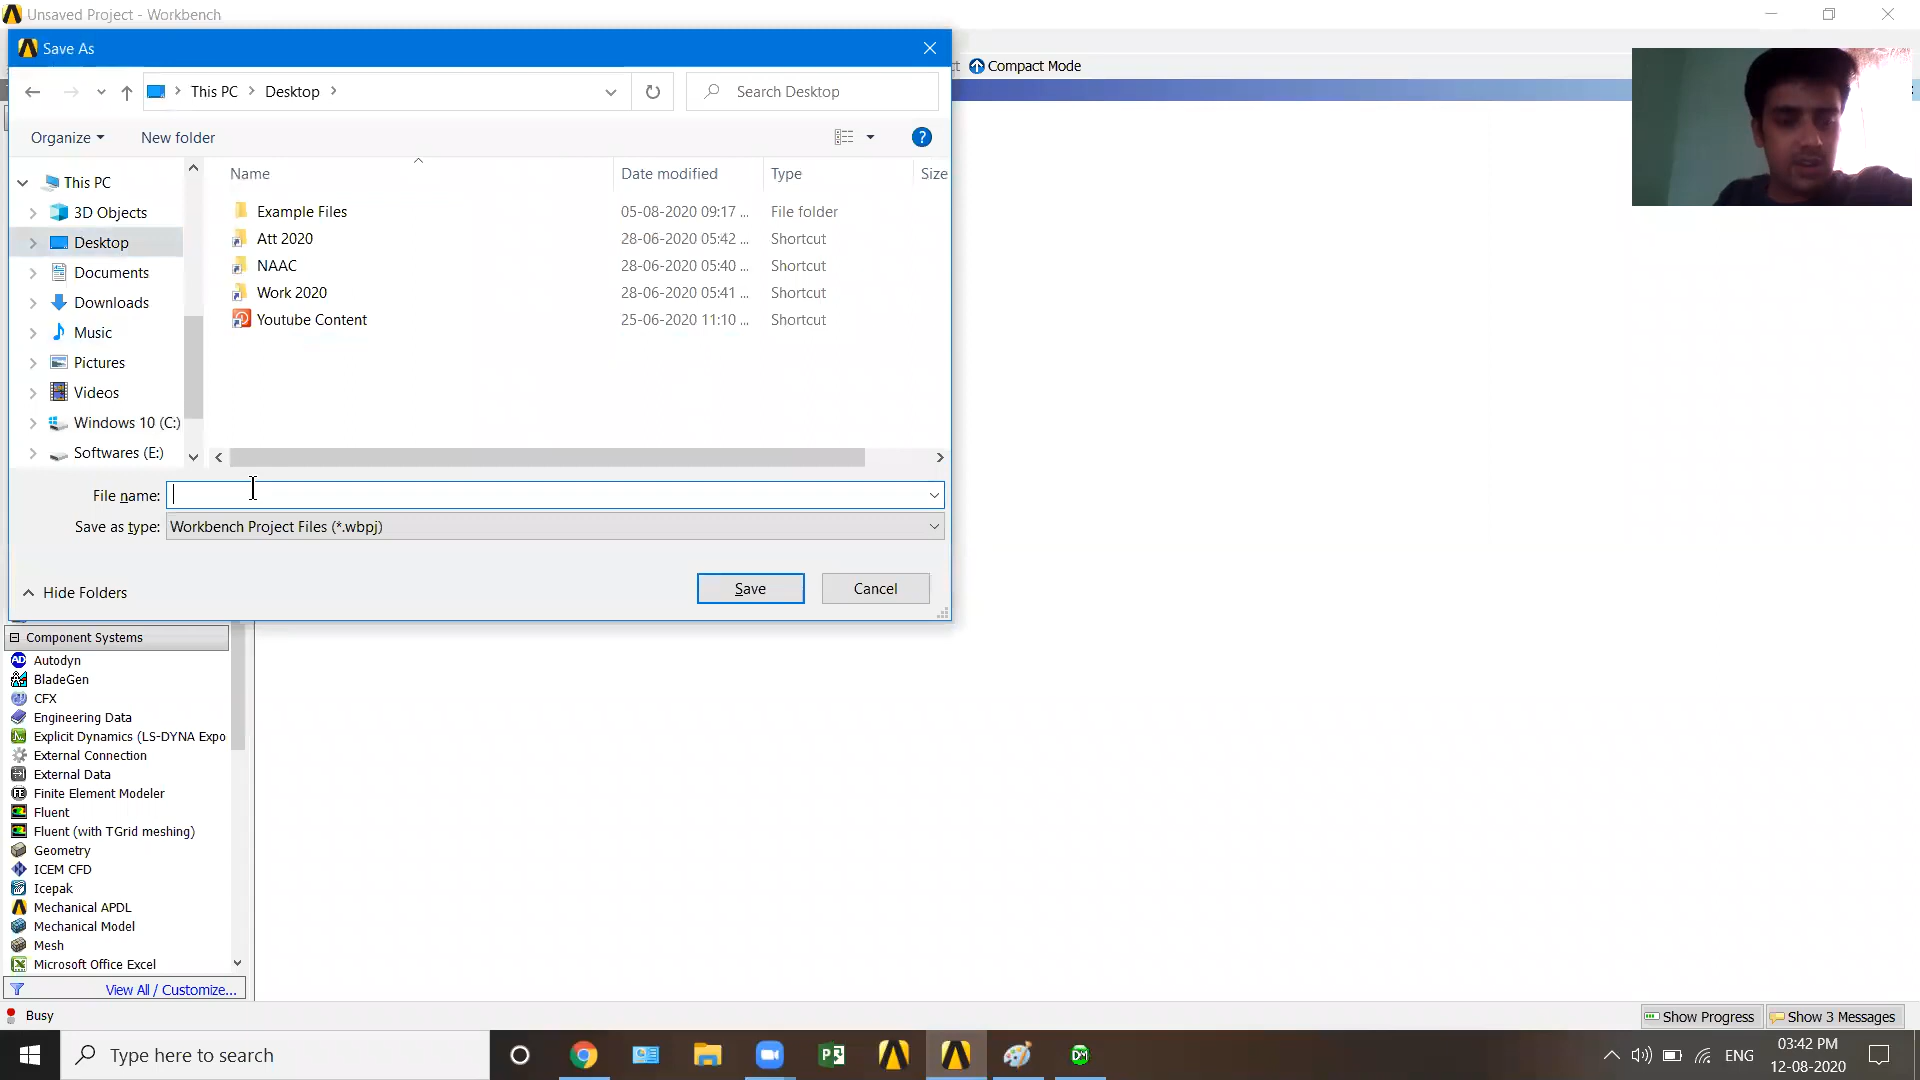 Unsaved Project - Workbench
Save As
Compact Mode
This PC > Desktop >
Search Desktop
Organize
New folder
Name
Date modified
Type
Size
This PC
3D Objects
Desktop
Documents
Downloads
Music
Pictures
Videos
Windows 10 (C:)
Softwares (E:)
Example Files 05-08-2020 09:17 ... File folder
Att 2020 28-06-2020 05:42 ... Shortcut
NAAC 28-06-2020 05:40 ... Shortcut
Work 2020 28-06-2020 05:41 ... Shortcut
Youtube Content 25-06-2020 11:10 ... Shortcut
File name:
Save as type: Workbench Project Files (*.wbpj)
Hide Folders
Save
Cancel
Component Systems
Autodyn
BladeGen
CFX
Engineering Data
Explicit Dynamics (LS-DYNA Expo
External Connection
External Data
Finite Element Modeler
Fluent
Fluent (with TGrid meshing)
Geometry
ICEM CFD
Icepak
Mechanical APDL
Mechanical Model
Mesh
Microsoft Office Excel
View All / Customize...
Busy
Show Progress
Show 3 Messages
Type here to search
ENG
03:42 PM
12-08-2020